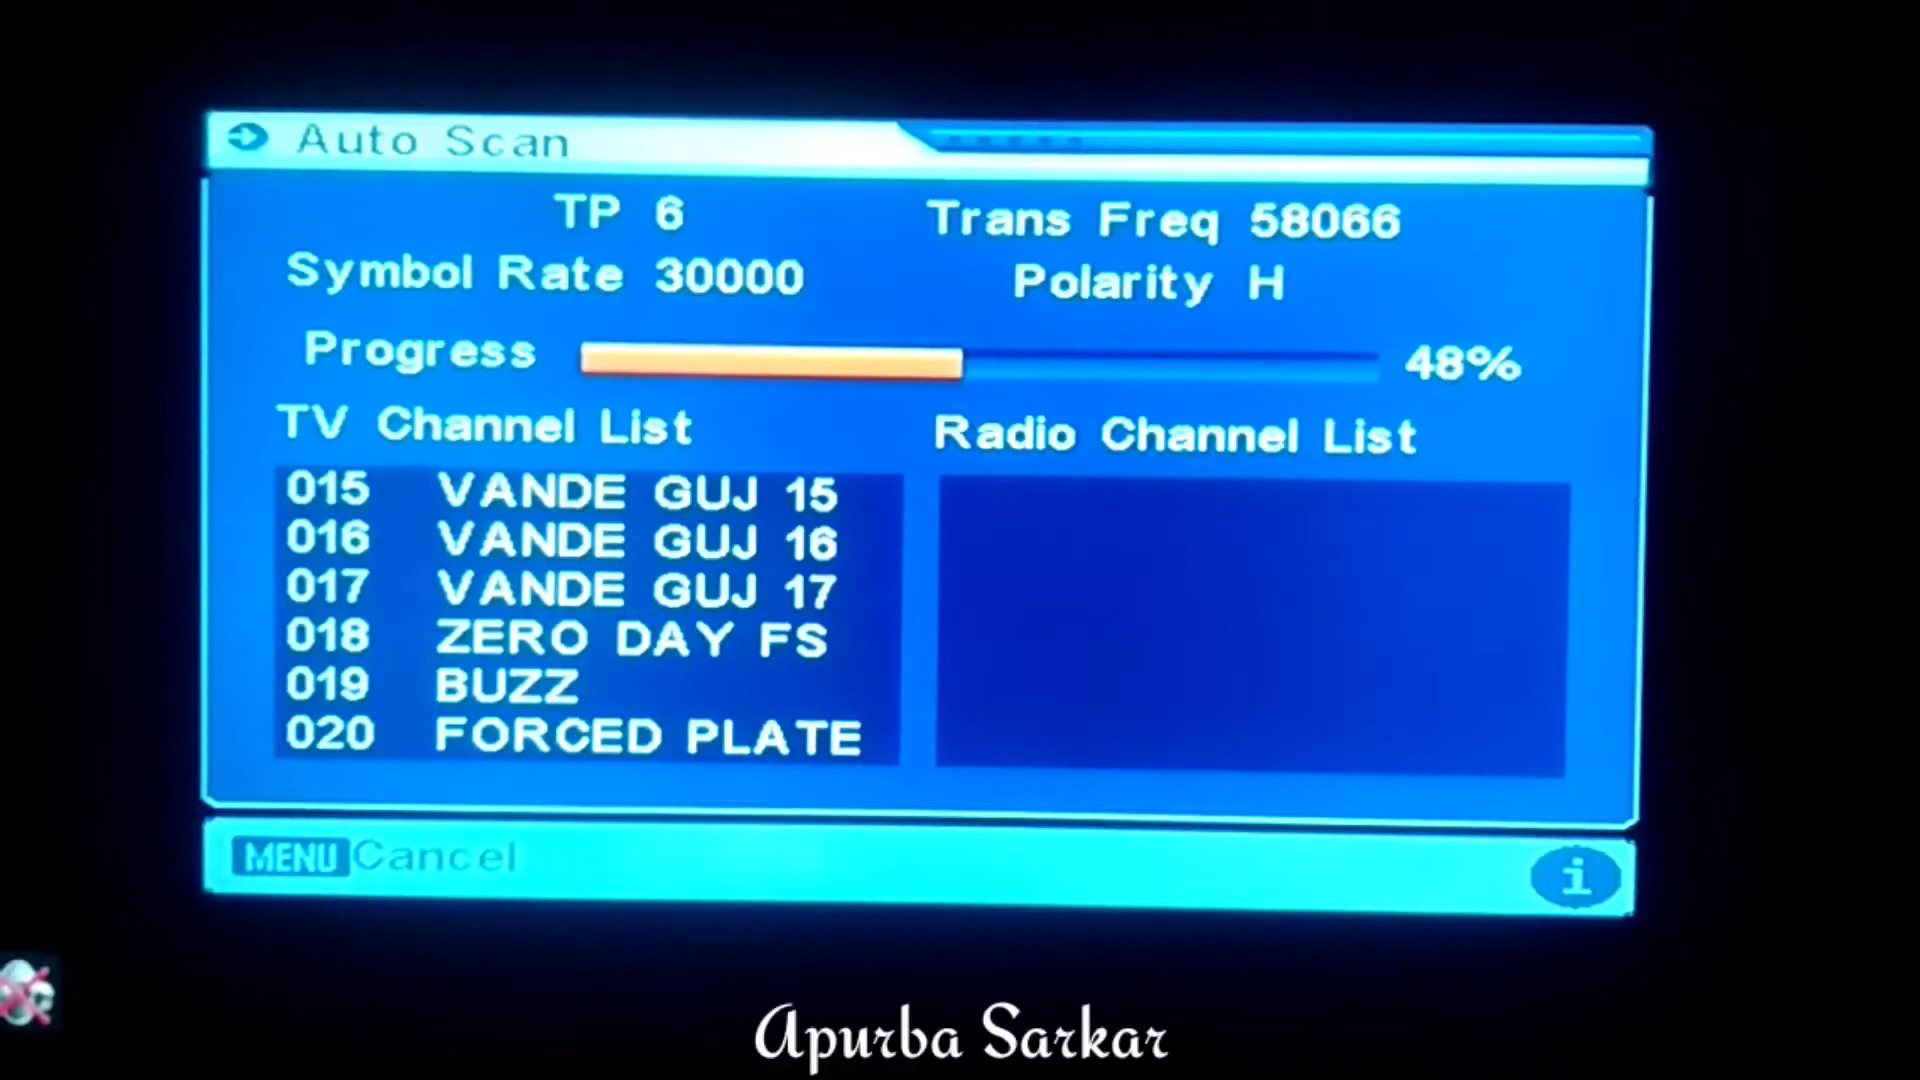 Auto Scan
TP 6 Trans Freq 58066
Symbol Rate 30000 Polarity H
Progress 48%
TV Channel List Radio Channel List
015 VANDE GUJ 15
016 VANDE GUJ 16
017 VANDE GUJ 17
018 ZERO DAY FS
019 BUZZ
020 FORCED PLATE
MENU Cancel i
Apurba Sarkar